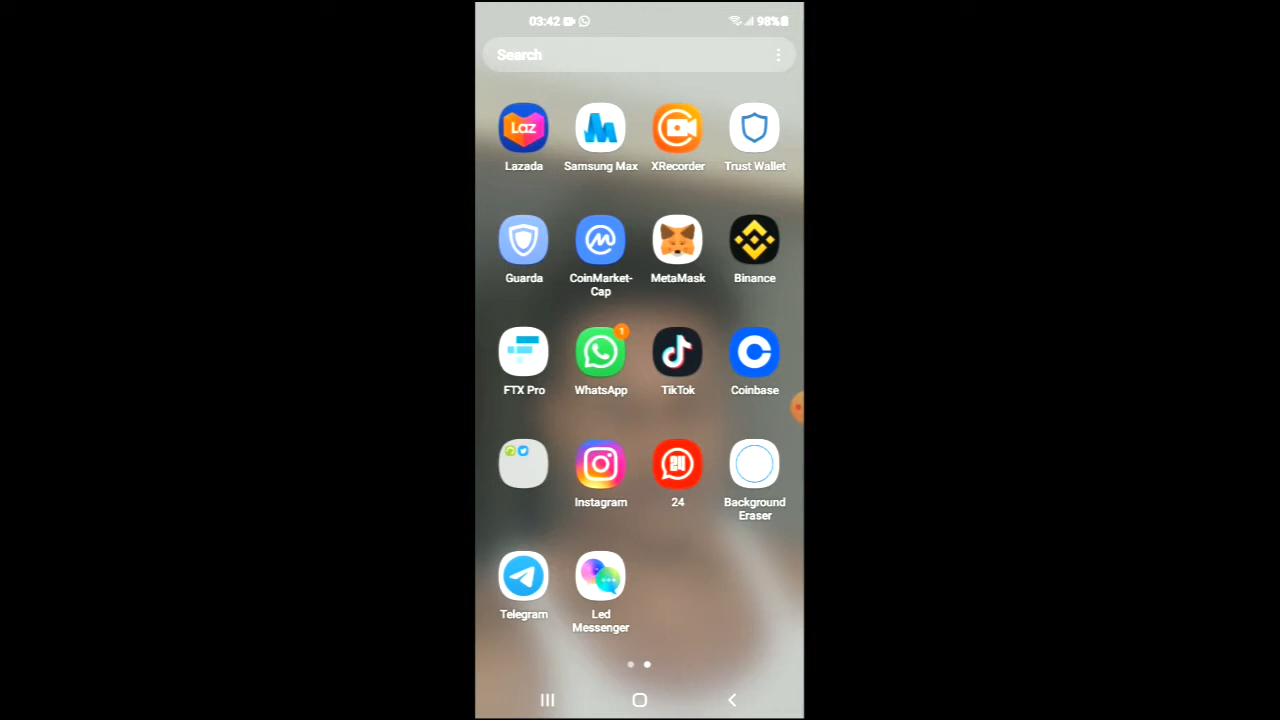 03:42
98%
Search
Laz
Lazada
Samsung Max
XRecorder
Trust Wallet
Guarda
CoinMarket-
Cap
MetaMask
Binance
1
FTX Pro
WhatsApp
TikTok
Coinbase
24
Instagram
24
Background
Eraser
Telegram
Led
Messenger